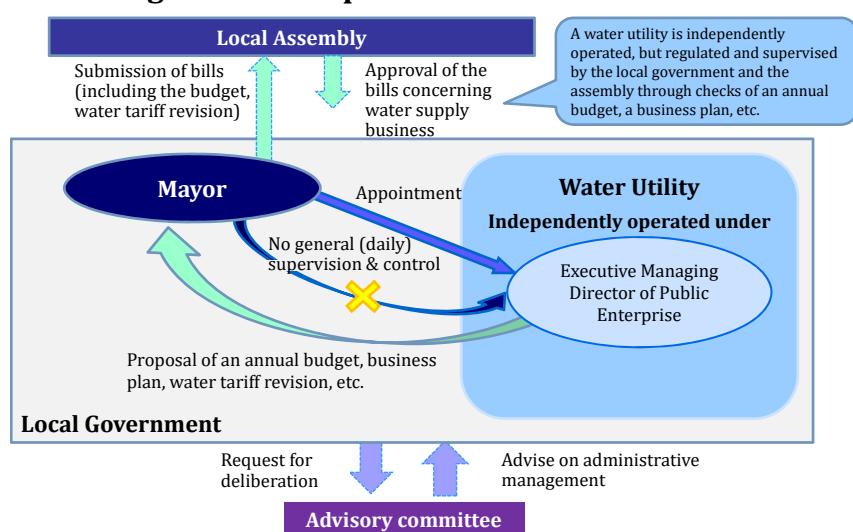 Local Assembly
A water utility is independently
operated, but regulated and supervised
by the local government and the
assembly through checks of an annual
budget, a business plan, etc.
Submission of bills
(including the budget,
water tariff revision)
Approval of the
bills concerning
water supply
business
Mayor
Appointment
Water Utility
Independently operated under
No general (daily)
supervision & control
Executive Managing
Director of Public
Enterprise
Proposal of an annual budget, business
plan, water tariff revision, etc.
Local Government
Request for
deliberation
Advise on administrative
management
Advisory committee